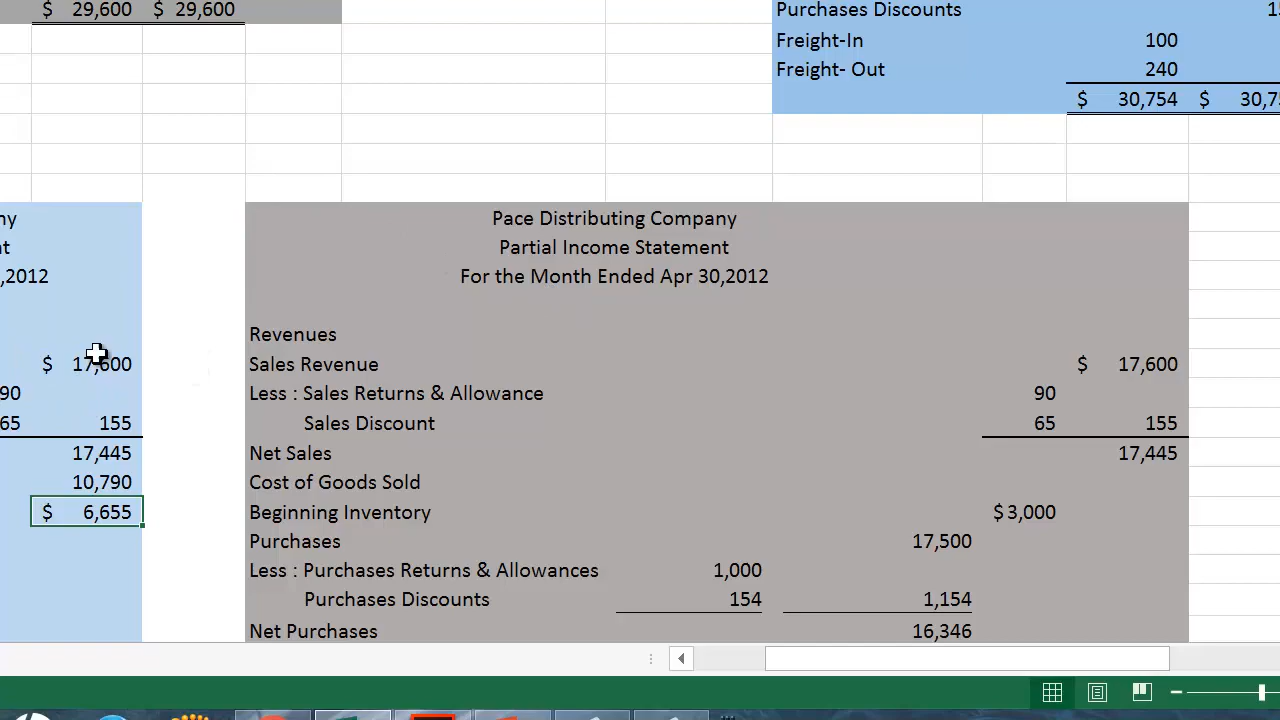 $ 29,600 $ 29,600
Purchases Discounts
Freight-In 100
Freight- Out 240
$ 30,754 $
ny Pace Distributing Company
nt Partial Income Statement
,2012 For the Month Ended Apr 30,2012
Revenues
$ 17,600 Sales Revenue $ 17,600
90 Less : Sales Returns & Allowance 90
65 155 Sales Discount 65 155
17,445 Net Sales 17,445
10,790 Cost of Goods Sold
$ 6,655 Beginning Inventory $ 3,000
Purchases 17,500
Less : Purchases Returns & Allowances 1,000
Purchases Discounts 154 1,154
Net Purchases 16,346